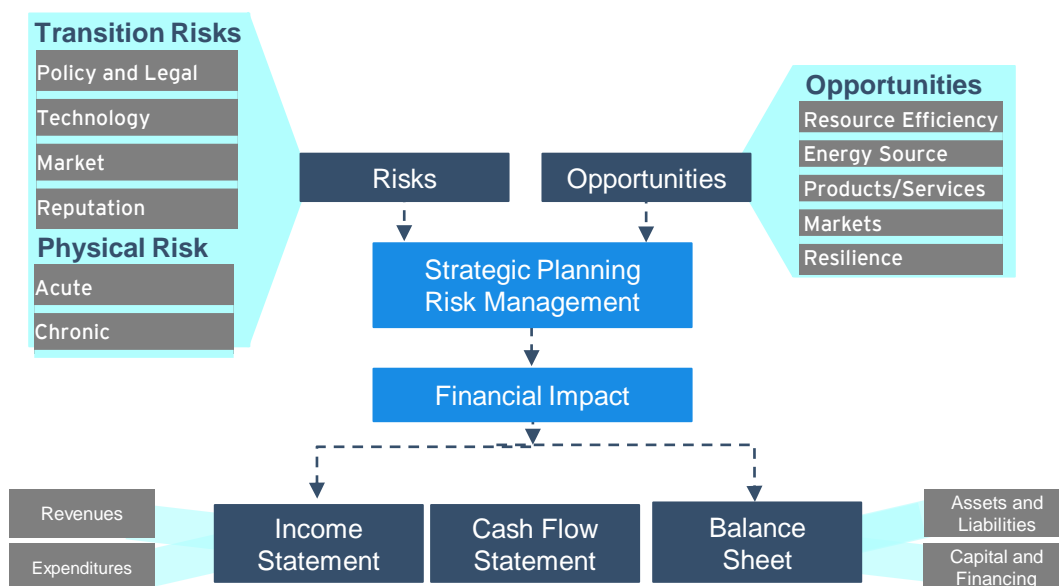 Transition Risks
Policy and Legal
Technology
Market
Reputation
Physical Risk
Acute
Chronic
Risks
Opportunities
Opportunities
Resource Efficiency
Energy Source
Products/Services
Markets
Resilience
Strategic Planning
Risk Management
Financial Impact
Revenues
Expenditures
Income
Statement
Cash Flow
Statement
Balance
Sheet
Assets and
Liabilities
Capital and
Financing